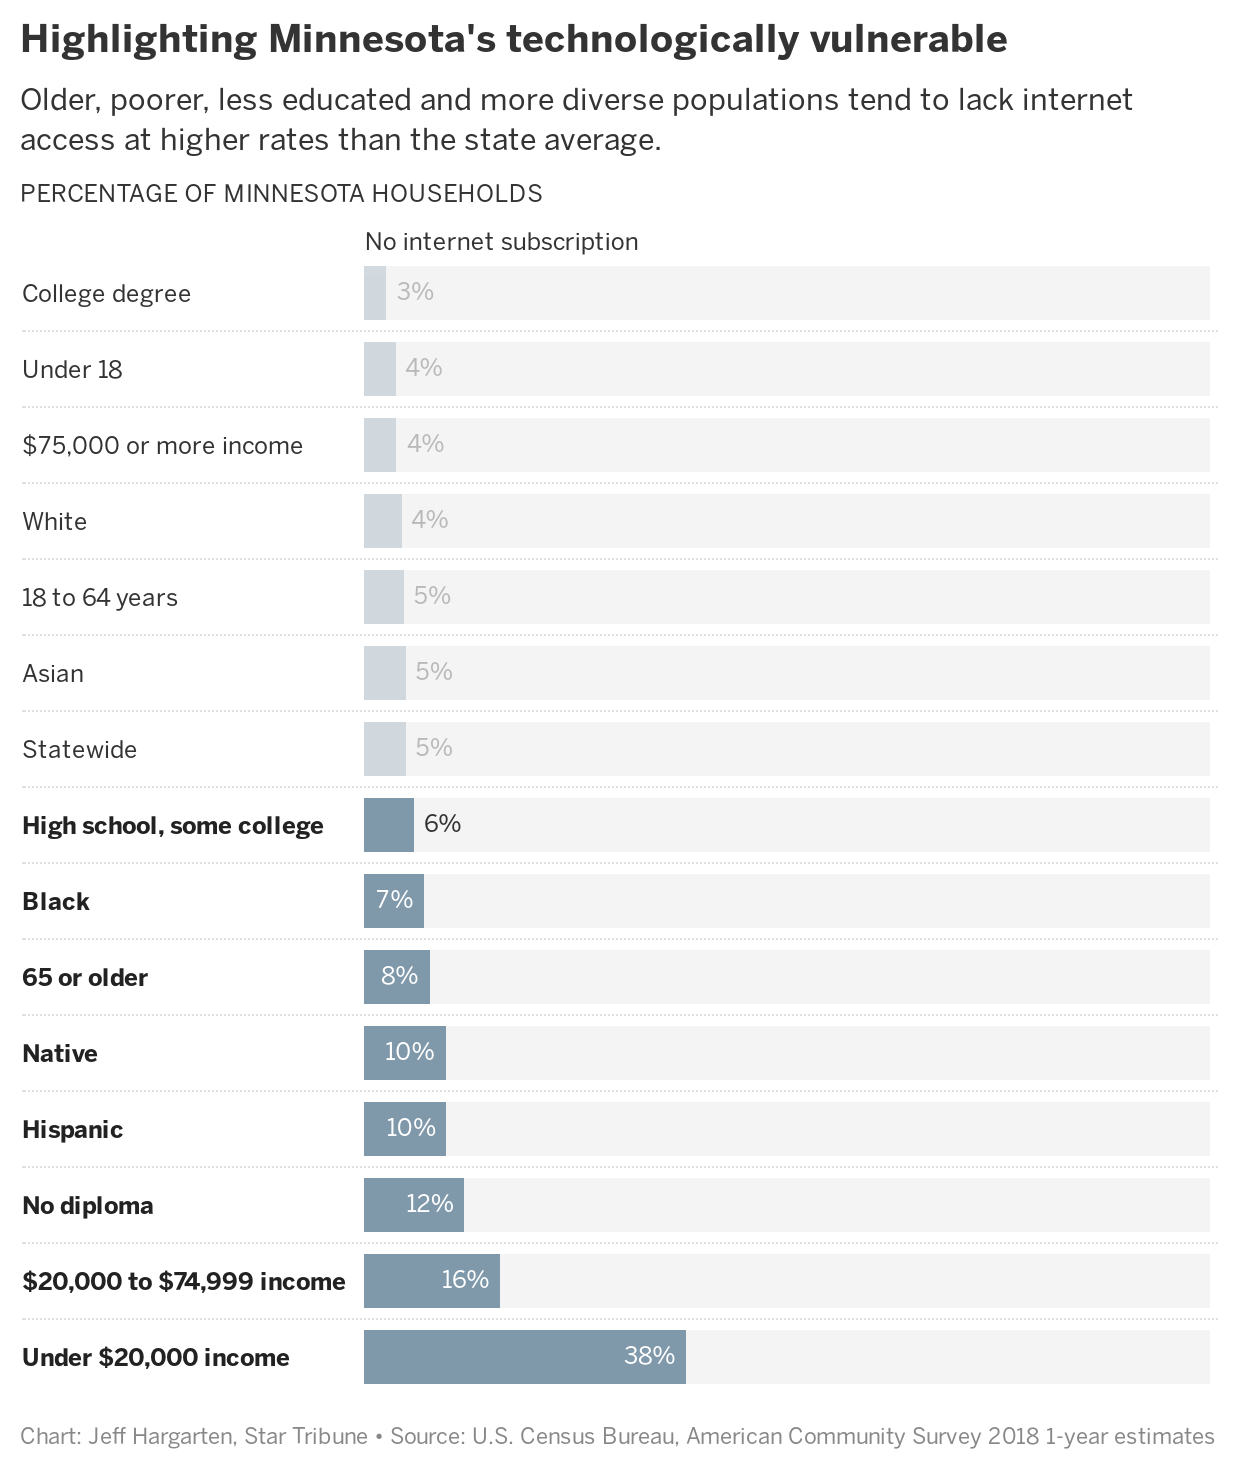 Highlighting Minnesota's technologically vulnerable
Older, poorer, less educated and more diverse populations tend to lack internet
access at higher rates than the state average.
PERCENTAGE OF MINNESOTA HOUSEHOLDS
No internet subscription
College degree 3%
Under 18 4%
$75,000 or more income 4%
White 4%
18 to 64 years 5%
Asian 5%
Statewide 5%
High school, some college 6%
Black 7%
65 or older 8%
Native 10%
Hispanic 10%
No diploma 12%
$20,000 to $74,999 income 16%
Under $20,000 income 38%
Chart: Jeff Hargarten, Star Tribune • Source: U.S. Census Bureau, American Community Survey 2018 1-year estimates